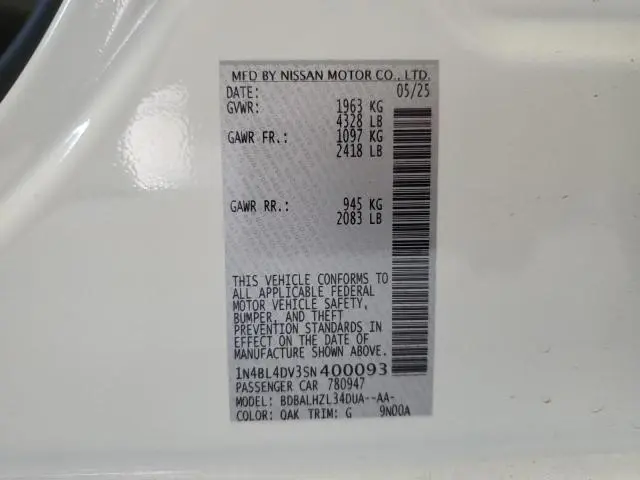 MFD BY NISSAN MOTOR CO., LTD.
DATE: 05/25
GVWR: 1963 KG
4328 LB
GAWR FR.: 1097 KG
2418 LB
GAWR RR.: 945 KG
2083 LB
THIS VEHICLE CONFORMS TO
ALL APPLICABLE FEDERAL
MOTOR VEHICLE SAFETY,
BUMPER, AND THEFT
PREVENTION STANDARDS IN
EFFECT ON THE DATE OF
MANUFACTURE SHOWN ABOVE.
1N4BL4DV3SN400093
PASSENGER CAR 780947
MODEL: BDBALHZL34DUA--AA-
COLOR: QAK TRIM: G 9N00A